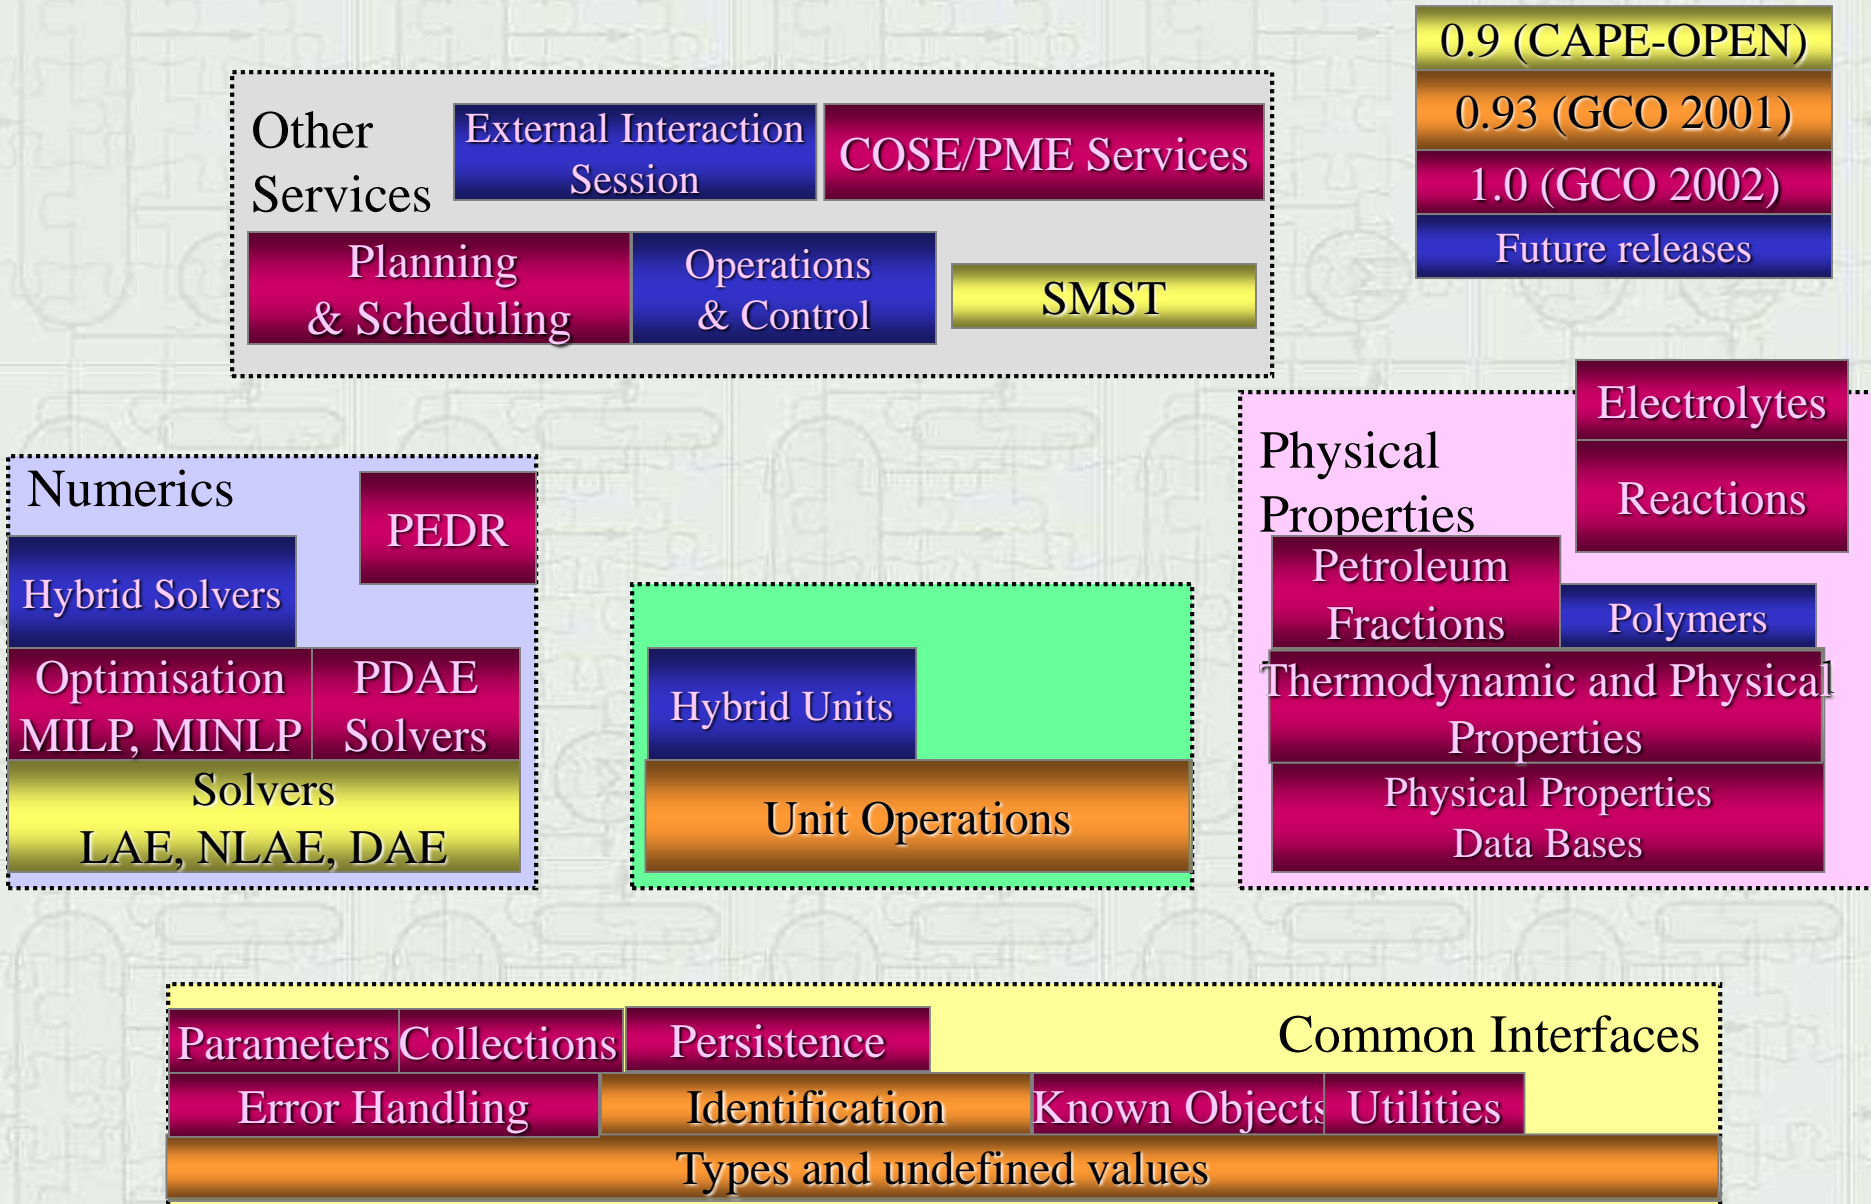 0.9 (CAPE-OPEN)
0.93 (GCO 2001)
1.0 (GCO 2002)
Future releases
Other
Services
External Interaction
Session
COSE/PME Services
Planning
& Scheduling
Operations
& Control
SMST
Numerics
PEDR
Hybrid Solvers
Optimisation
MILP, MINLP
PDAE
Solvers
Solvers
LAE, NLAE, DAE
Hybrid Units
Unit Operations
Physical
Properties
Electrolytes
Reactions
Petroleum
Fractions
Polymers
Thermodynamic and Physical
Properties
Physical Properties
Data Bases
Common Interfaces
Parameters
Collections
Persistence
Error Handling
Identification
Known Objects
Utilities
Types and undefined values